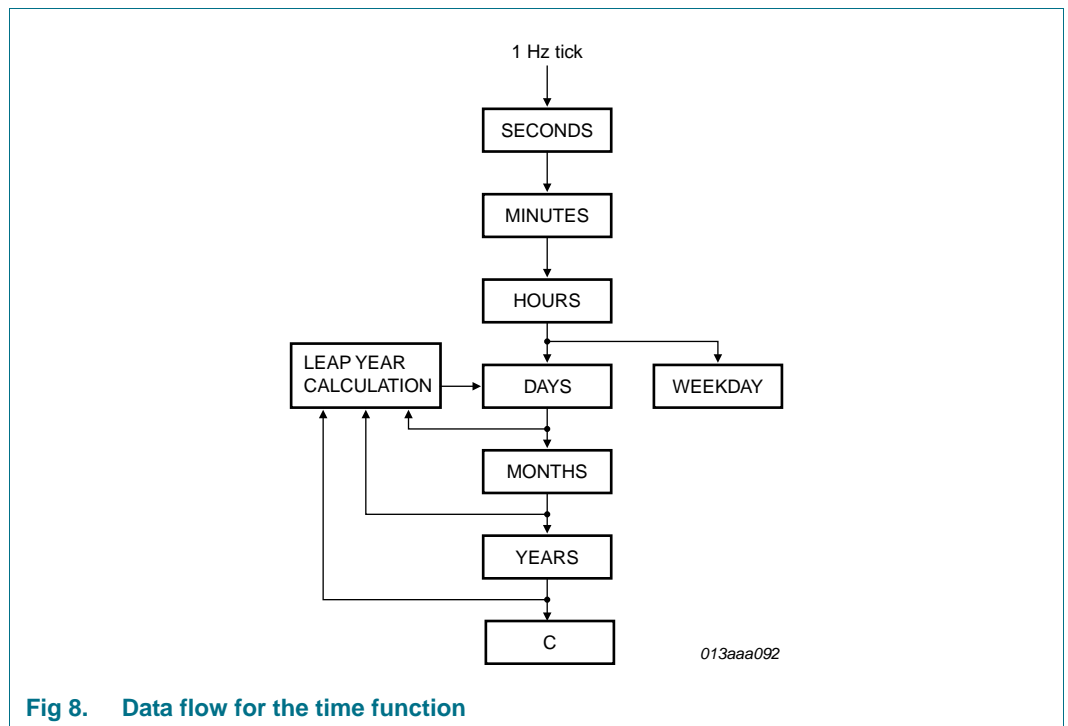 1 Hz tick
SECONDS
MINUTES
HOURS
LEAP YEAR
CALCULATION
DAYS
WEEKDAY
MONTHS
YEARS
C
013aaa092
Fig 8. Data flow for the time function